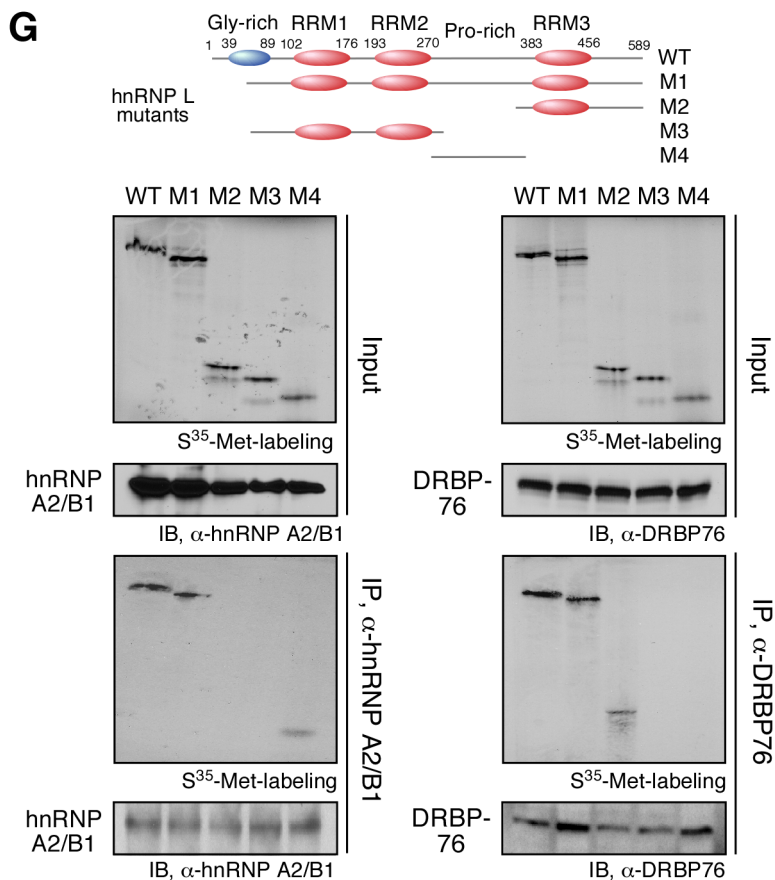 G
Gly-rich RRM1 RRM2 Pro-rich RRM3
1 39 89 102 176 193 270 383 456 589
WT
M1
hnRNP L
mutants
M2
M3
M4
WT M1 M2 M3 M4
Input
S35-Met-labeling
hnRNP
A2/B1
IB, α-hnRNP A2/B1
IP, α-hnRNP A2/B1
S35-Met-labeling
hnRNP
A2/B1
IB, α-hnRNP A2/B1
WT M1 M2 M3 M4
Input
S35-Met-labeling
DRBP-
76
IB, α-DRBP76
IP, α-DRBP76
S35-Met-labeling
DRBP-
76
IB, α-DRBP76